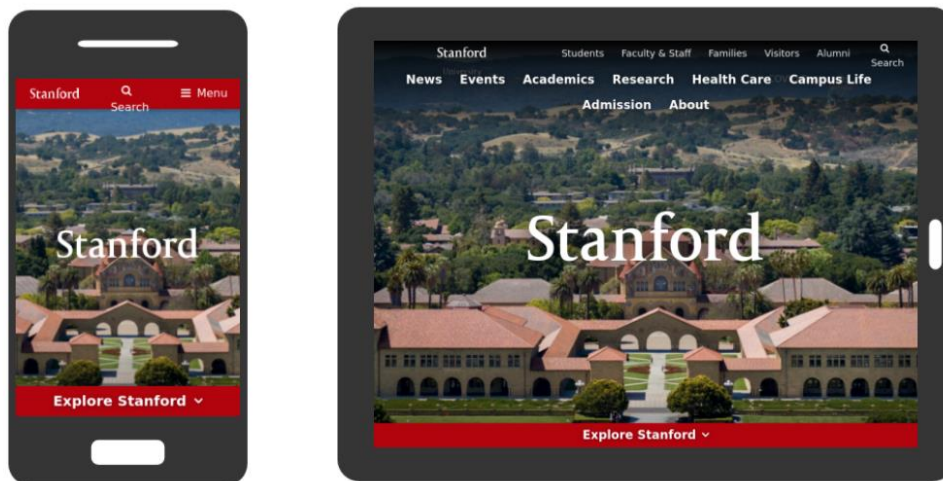 Stanford
Search
Menu
Stanford
Explore Stanford
Stanford Students Faculty & Staff Families Visitors Alumni
Search
News Events Academics Research Health Care Campus Life
Admission About
Stanford
Explore Stanford